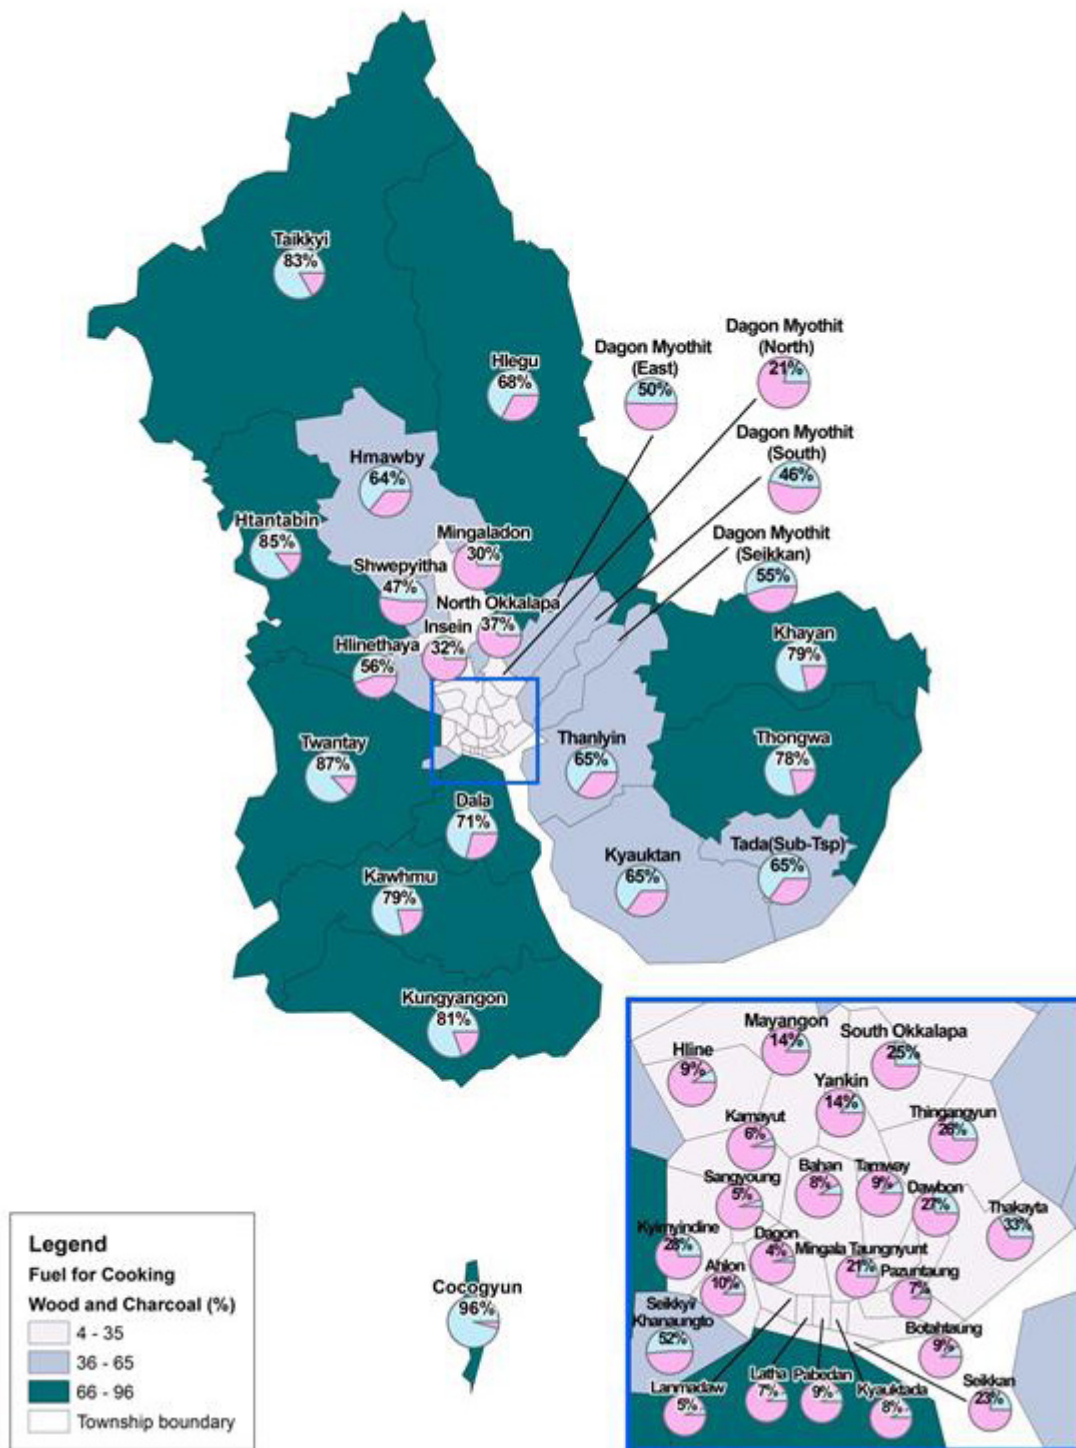 Taikkyi
83%
Hlegu
68%
Dagon Myothit
(East)
50%
Dagon Myothit
(North)
21%
Dagon Myothit
(South)
46%
Dagon Myothit
(Seikkan)
55%
Hmawby
64%
Htantabin
85%
Mingaladon
30%
Shwepyitha
47%
North Okkalapa
37%
Insein
32%
Hlinethaya
56%
Khayan
79%
Twantay
87%
Thanlyin
65%
Thongwa
78%
Dala
71%
Kyauktan
65%
Tada(Sub-Tsp)
65%
Kawhmu
79%
Kungyangon
81%
Cocogyun
96%
Mayangon
14%
South Okkalapa
25%
Hline
9%
Yankin
14%
Kamayut
6%
Thingangyun
26%
Sangyoung
5%
Bahan
8%
Tamway
9%
Dawbon
27%
Thakayta
33%
Kyimyindine
28%
Dagon
4%
Mingala Taungnyunt
21%
Ahlon
10%
Pazuntaung
7%
Seikkyi/
Khanaungto
52%
Botahtaung
9%
Lanmadaw
5%
Latha
7%
Pabedan
9%
Kyauktada
8%
Seikkan
23%
Legend
Fuel for Cooking
Wood and Charcoal (%)
4 - 35
36 - 65
66 - 96
Township boundary